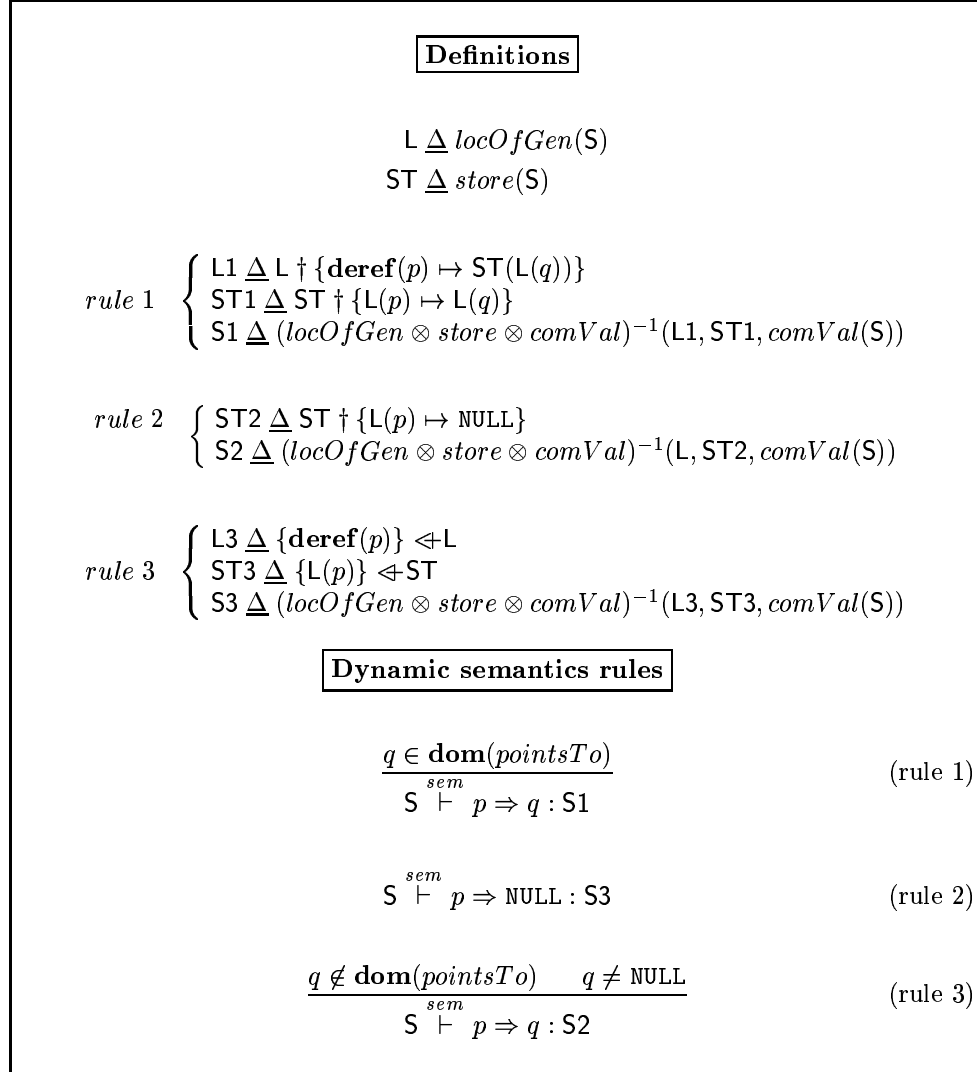 Definitions
L ≜ locOfGen(S)
ST ≜ store(S)
L1 ≜ L † {deref(p) ↦ ST(L(q))}
rule 1 { ST1 ≜ ST † {L(p) ↦ L(q)}
S1 ≜ (locOfGen ⊗ store ⊗ comVal)⁻¹(L1, ST1, comVal(S))
rule 2 { ST2 ≜ ST † {L(p) ↦ NULL}
S2 ≜ (locOfGen ⊗ store ⊗ comVal)⁻¹(L, ST2, comVal(S))
L3 ≜ {deref(p)} ⩤ L
rule 3 { ST3 ≜ {L(p)} ⩤ ST
S3 ≜ (locOfGen ⊗ store ⊗ comVal)⁻¹(L3, ST3, comVal(S))
Dynamic semantics rules
q ∈ dom(pointsTo)
(rule 1)
sem
S ⊢ p ⇒ q : S1
sem
S ⊢ p ⇒ NULL : S3 (rule 2)
q ∉ dom(pointsTo) q ≠ NULL
(rule 3)
sem
S ⊢ p ⇒ q : S2